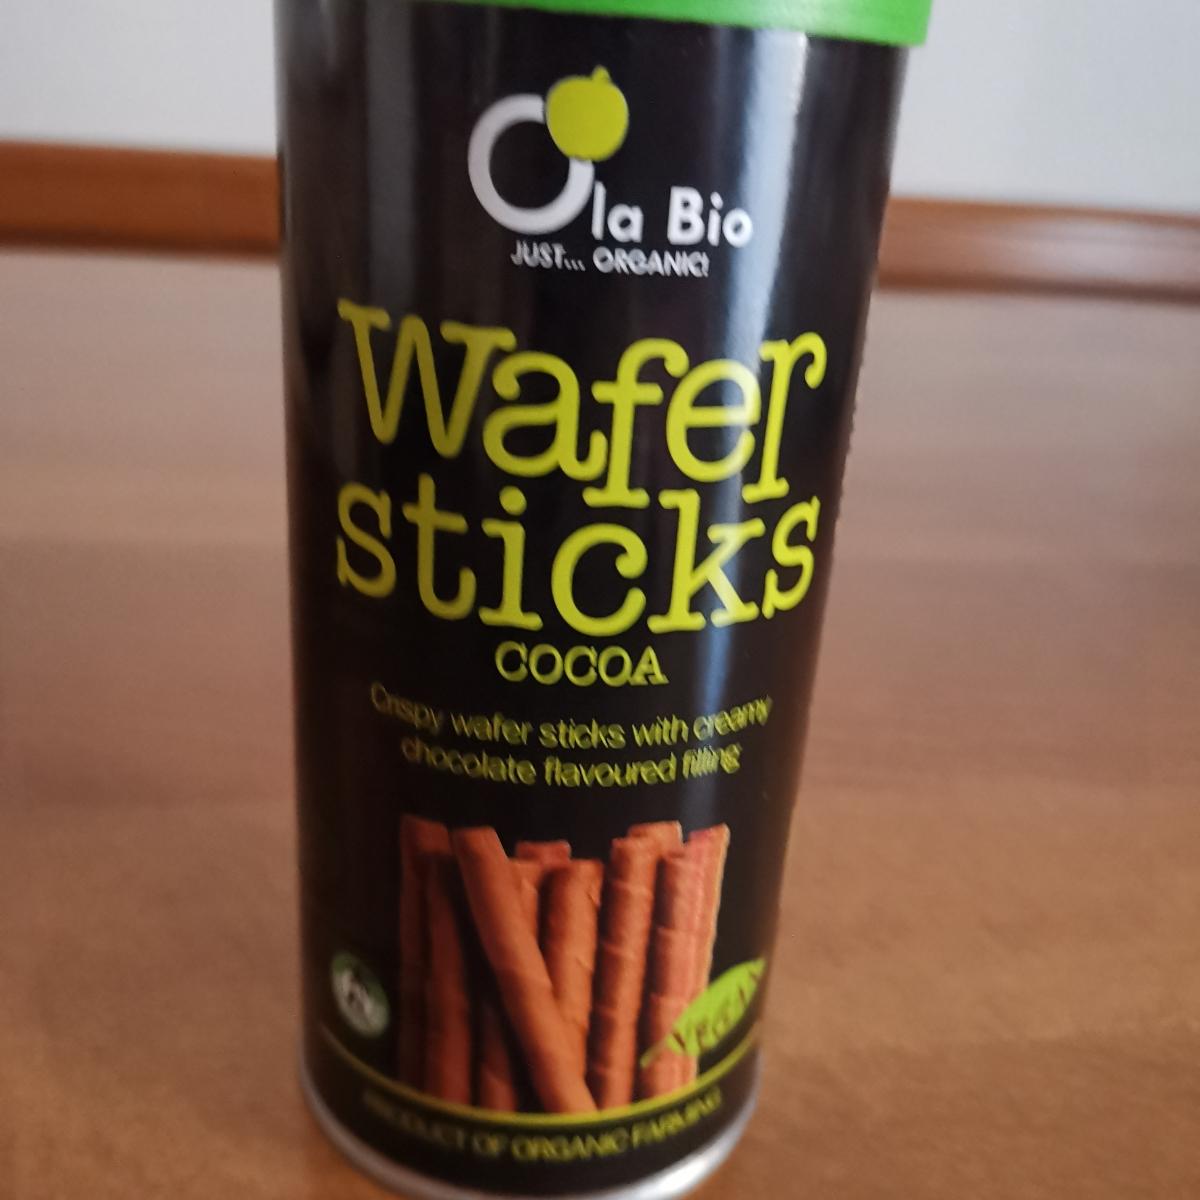 Ola Bio
JUST... ORGANIC!
Wafer
sticks
COCOA
Crispy wafer sticks with creamy
chocolate flavoured filling
VEGAN
PRODUCT OF ORGANIC FARMING